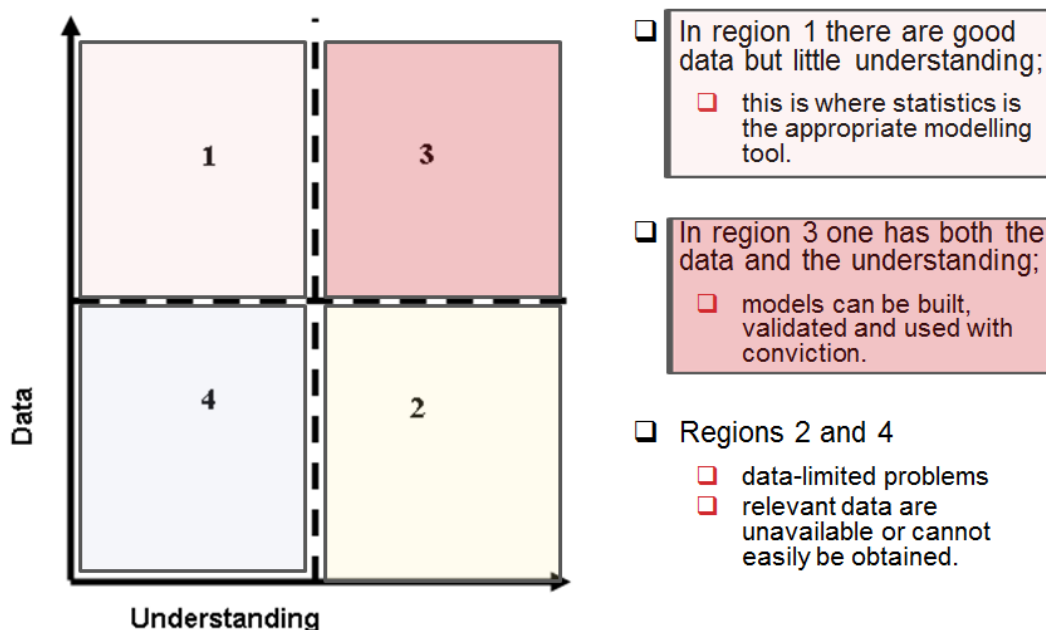 1
3
4
2
Data
Understanding
In region 1 there are good
data but little understanding;
this is where statistics is
the appropriate modelling
tool.
In region 3 one has both the
data and the understanding;
models can be built,
validated and used with
conviction.
Regions 2 and 4
data-limited problems
relevant data are
unavailable or cannot
easily be obtained.